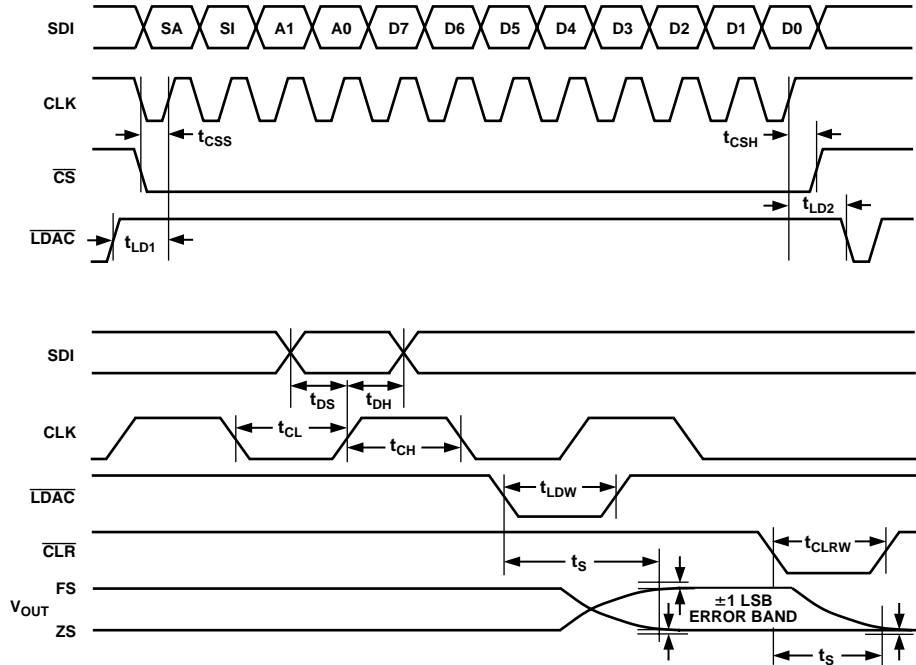 SDI SA SI A1 A0 D7 D6 D5 D4 D3 D2 D1 D0
CLK
tCSS tCSH
CS
tLD2
LDAC tLD1
SDI
tDS tDH
CLK tCL tCH
LDAC tLDW
CLR tCLRW
tS
FS
VOUT ±1 LSB
ERROR BAND
ZS
tS